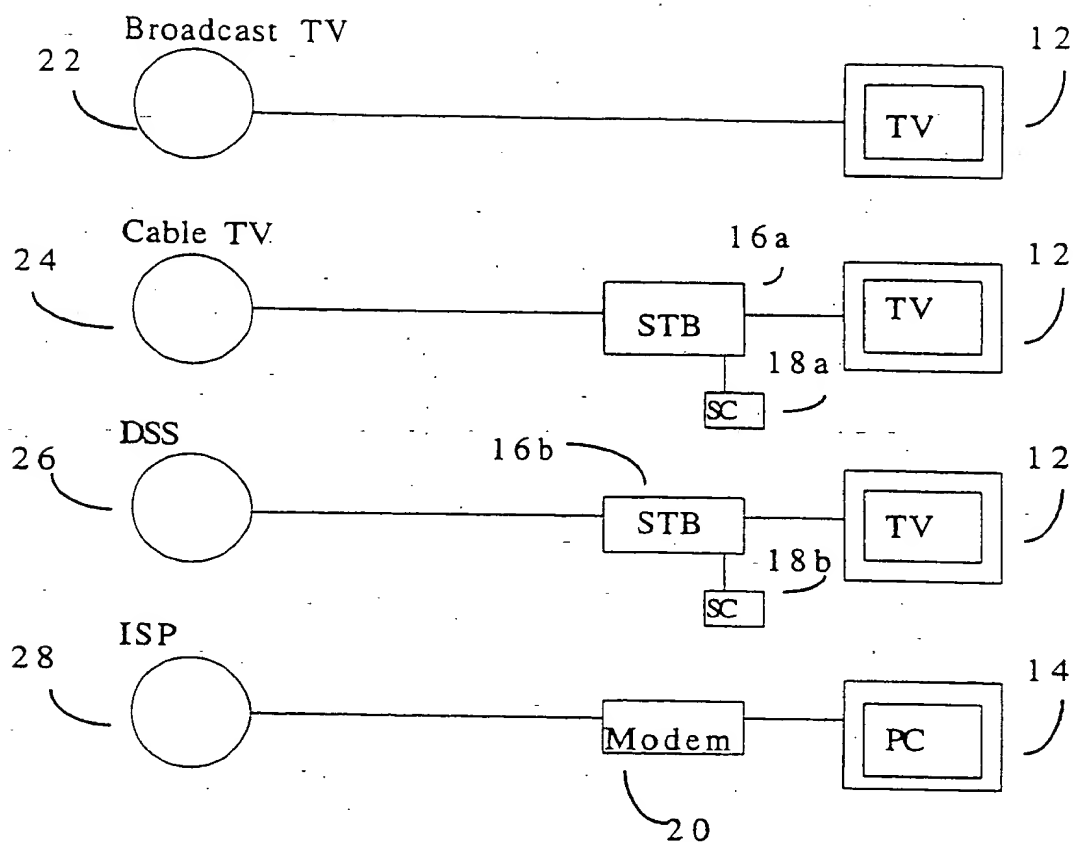 Broadcast TV
22
12
TV
Cable TV
24
16a
12
STB
TV
18a
SC
DSS
26
16b
12
STB
TV
18b
SC
ISP
28
14
Modem
PC
20